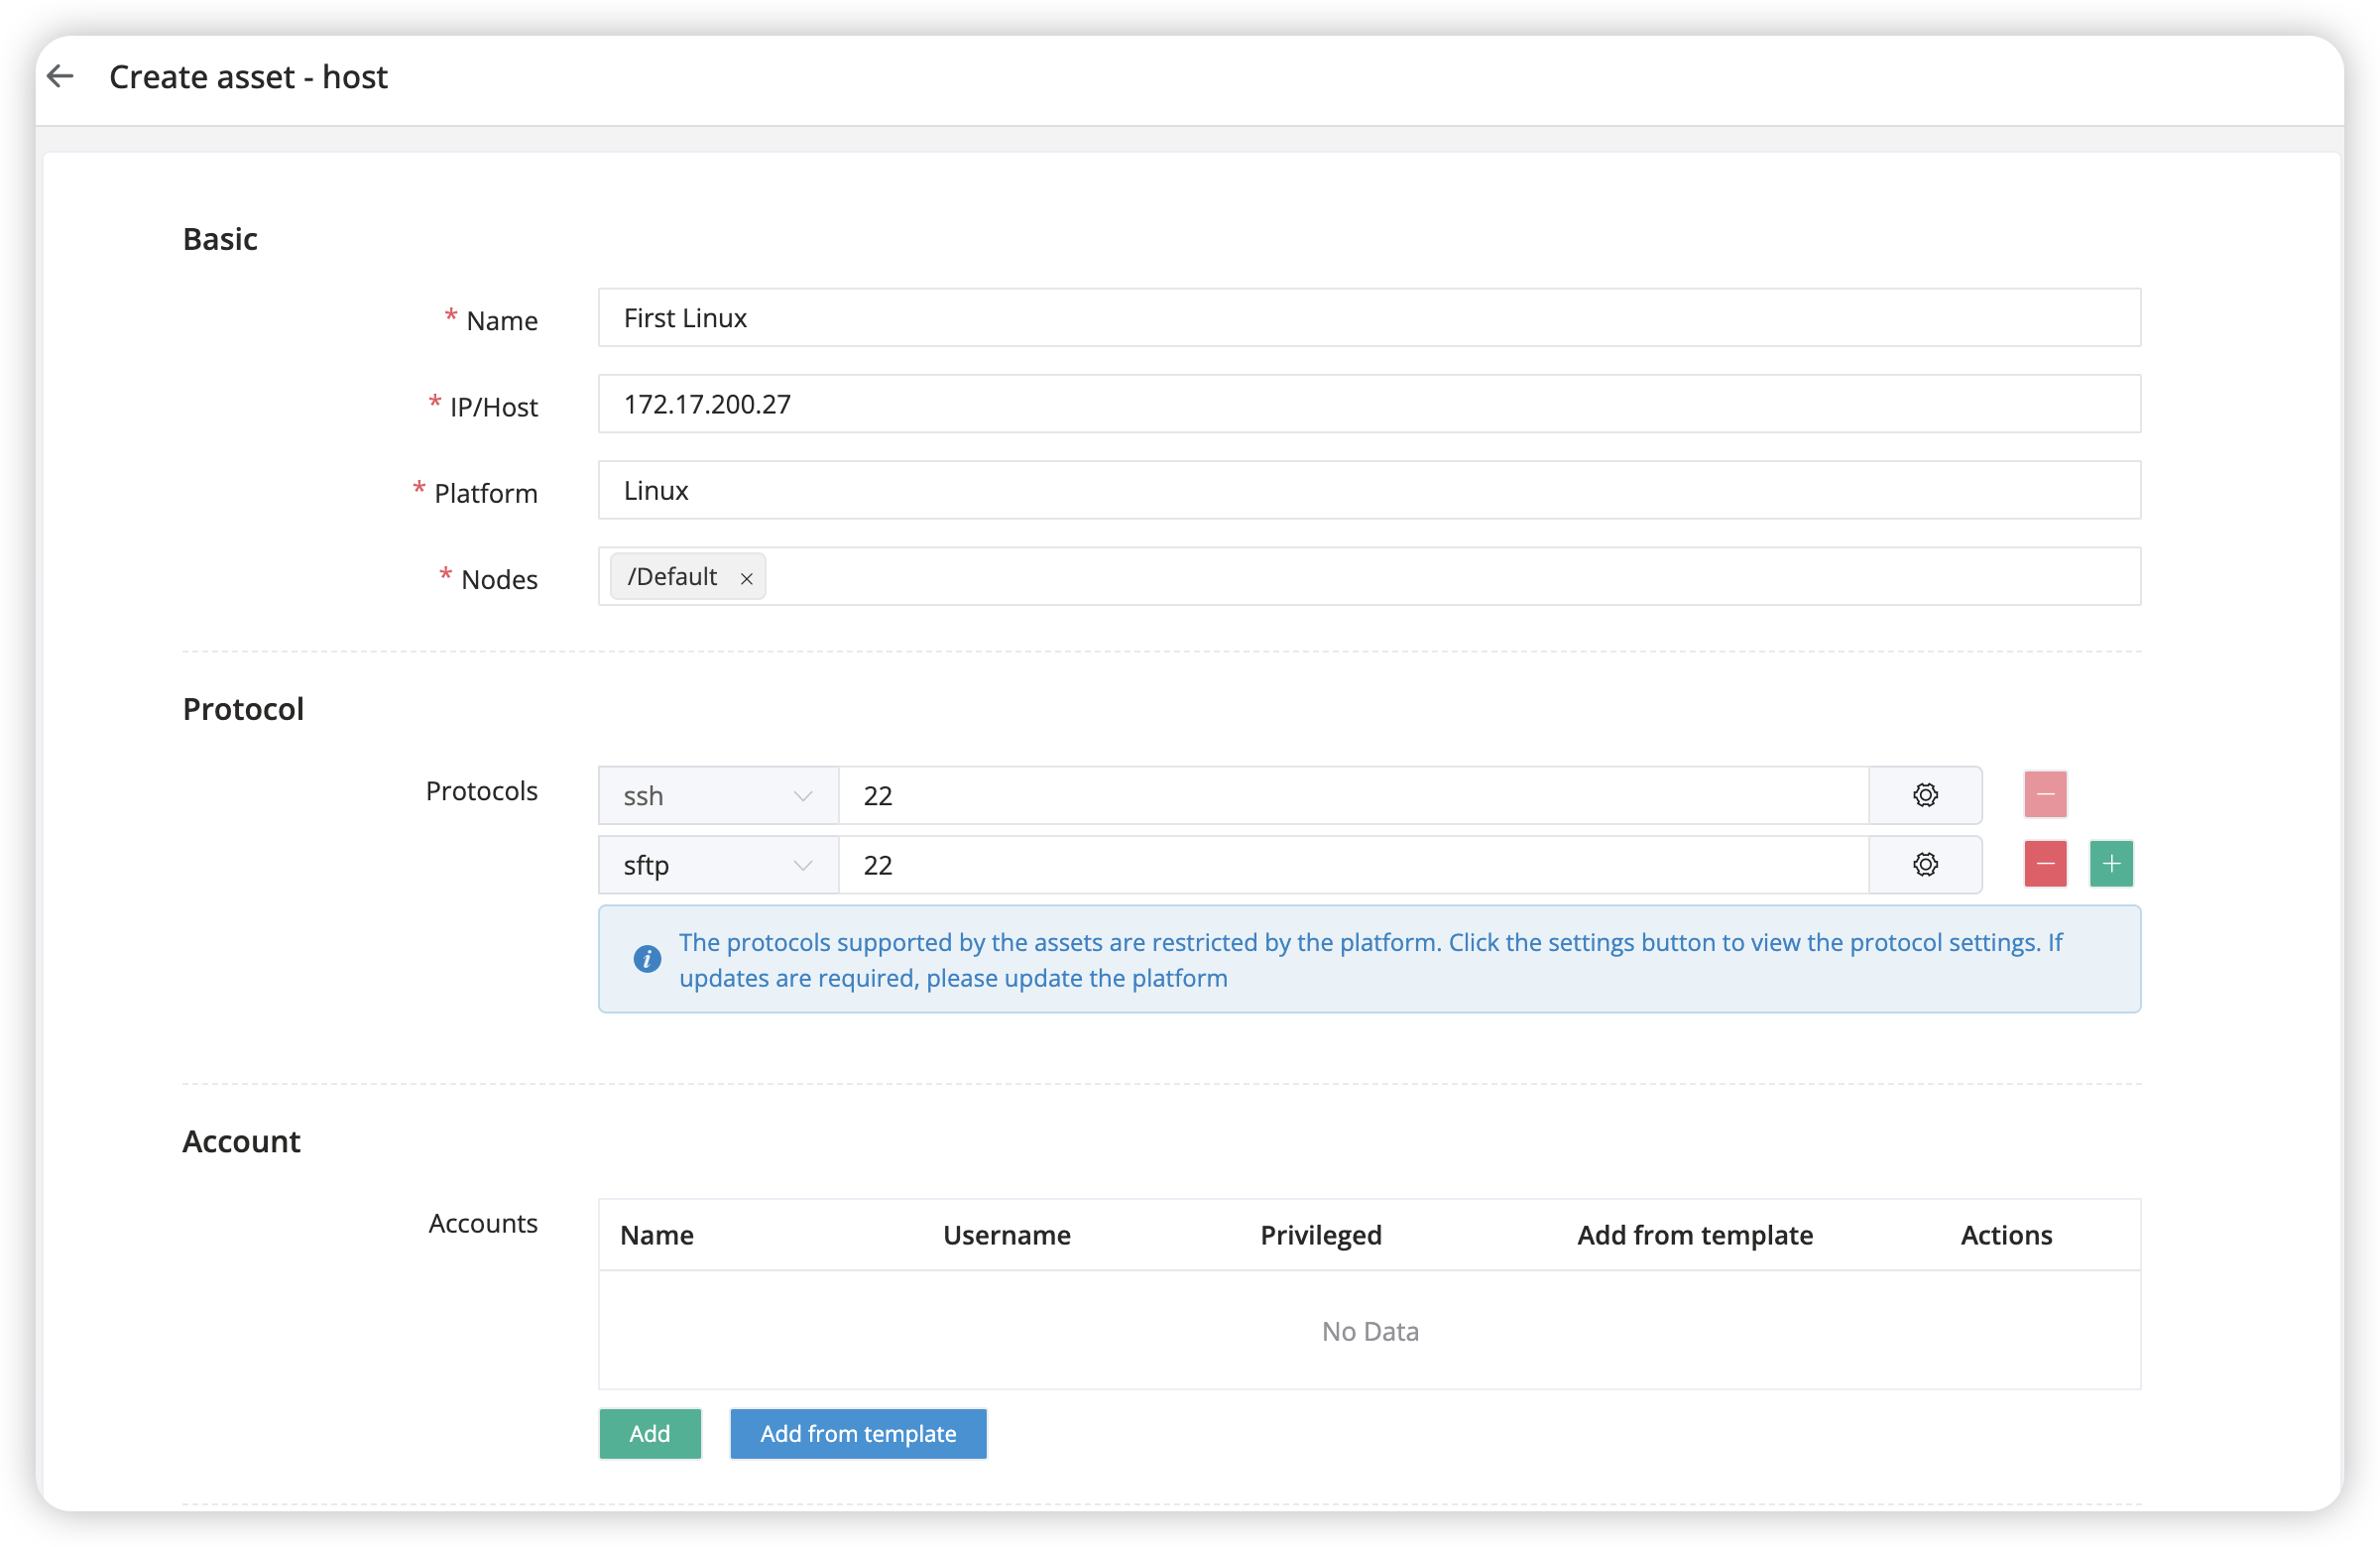 Create asset - host
Basic
* Name
First Linux
* IP/Host
172.17.200.27
* Platform
Linux
* Nodes
/Default ×
Protocol
Protocols
ssh 22
sftp 22
The protocols supported by the assets are restricted by the platform. Click the settings button to view the protocol settings. If
updates are required, please update the platform
Account
Accounts
Name Username Privileged Add from template Actions
No Data
Add Add from template